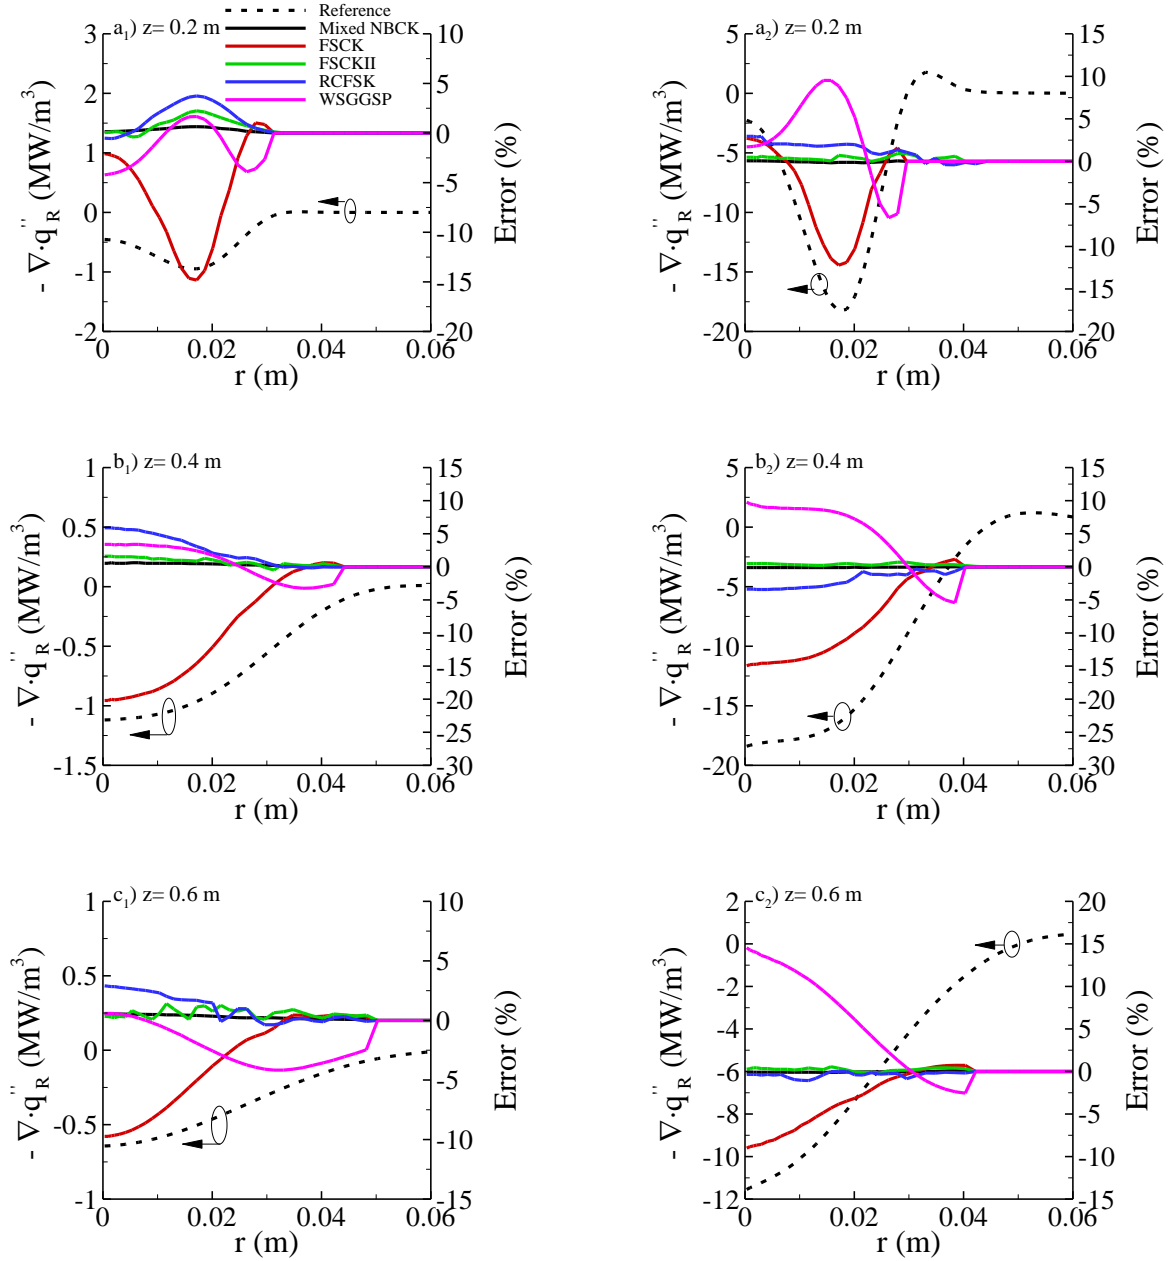 Reference
Mixed NBCK
FSCK
FSCKII
RCFSK
WSGGSP
a₁) z= 0.2 m
3
2
1
0
-1
-2
10
5
0
-5
-10
-15
-20
0 0.02 0.04 0.06
r (m)
- ∇·q''R (MW/m³)
Error (%)
a₂) z= 0.2 m
5
0
-5
-10
-15
-20
10
5
0
-5
-10
-15
-20
0 0.02 0.04 0.06
r (m)
- ∇·q''R (MW/m³)
Error (%)
b₁) z= 0.4 m
1
0.5
0
-0.5
-1
-1.5
15
10
5
0
-5
-10
-15
-20
-25
-30
0 0.02 0.04 0.06
r (m)
- ∇·q''R (MW/m³)
Error (%)
b₂) z= 0.4 m
5
0
-5
-10
-15
-20
15
10
5
0
-5
-10
-15
-20
-25
-30
0 0.02 0.04 0.06
r (m)
- ∇·q''R (MW/m³)
Error (%)
c₁) z= 0.6 m
1
0.5
0
-0.5
-1
10
5
0
-5
-10
-15
0 0.02 0.04 0.06
r (m)
- ∇·q''R (MW/m³)
Error (%)
c₂) z= 0.6 m
2
0
-2
-4
-6
-6
-10
-12
20
15
10
5
0
-5
-10
-15
0 0.02 0.04 0.06
r (m)
- ∇·q''R (MW/m³)
Error (%)